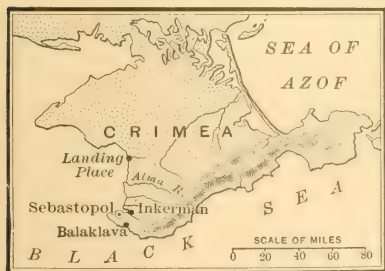 SEA OF
AZOF
CRIMEA
Landing
Place
Alma R.
Sebastopol
Inkerman
Balaklava
BLACK SEA
SCALE OF MILES
0 20 40 80